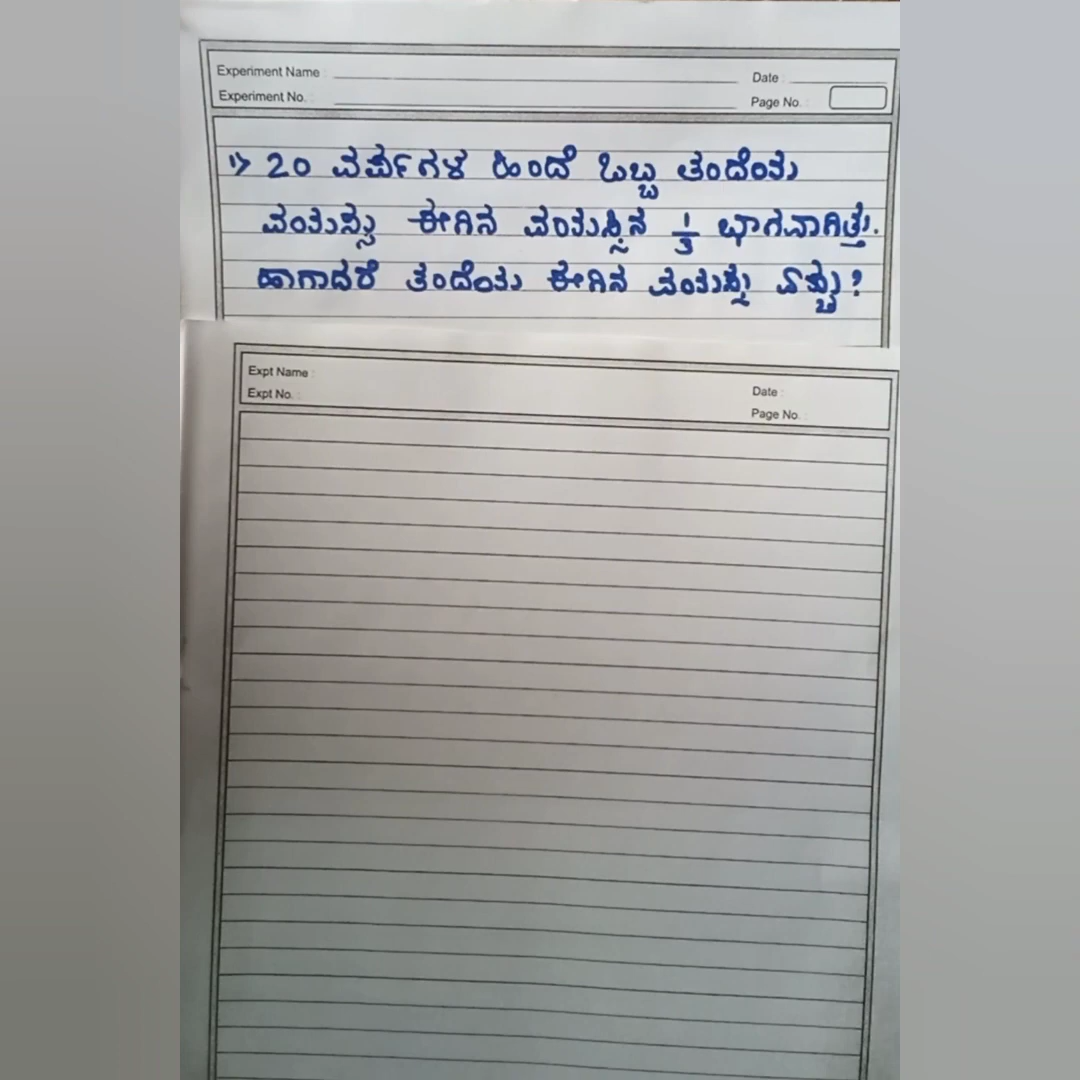 Experiment Name :
Date :
Experiment No. :
Page No. :
1> 20 ವರ್ಷಗಳ ಹಿಂದೆ ಒಬ್ಬ ತಂದೆಯ
ವಯಸ್ಸು ಈಗಿನ ವಯಸ್ಸಿನ 1/3 ಭಾಗವಾಗಿತ್ತು.
ಹಾಗಾದರೆ ತಂದೆಯ ಈಗಿನ ವಯಸ್ಸು ಎಷ್ಟು?
Expt Name :
Date :
Expt No. :
Page No. :